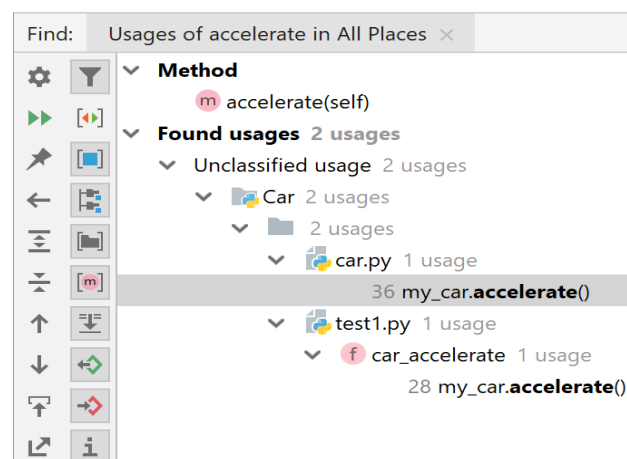 Find: Usages of accelerate in All Places
Method
m accelerate(self)
Found usages 2 usages
Unclassified usage 2 usages
Car 2 usages
2 usages
car.py 1 usage
36 my_car.accelerate()
test1.py 1 usage
f car_accelerate 1 usage
28 my_car.accelerate()